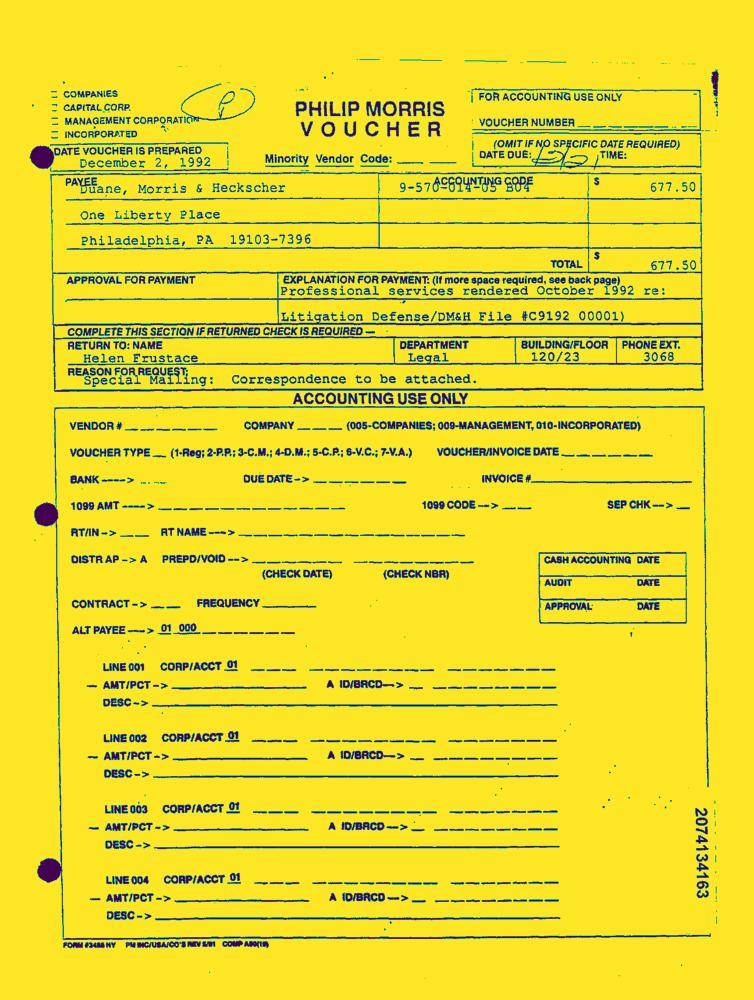 COMPANIES
CAPITAL CORP.
MANAGEMENT CORPORATION
INCORPORATED
PHILIP MORRIS
VOUCHER
FOR ACCOUNTING USE ONLY
VOUCHER NUMBER
DATE VOUCHER IS PREPARED
December 2, 1992
Minority Vendor Code:
(OMIT IF NO SPECIFIC DATE REQUIRED)
DATE DUE: TIME:
PAYEE ACCOUNTING CODE $
Duane, Morris & Heckscher 9-570-014-05 B04 677.50
One Liberty Place
Philadelphia, PA 19103-7396
TOTAL $ 677.50
APPROVAL FOR PAYMENT EXPLANATION FOR PAYMENT: (If more space required, see back page)
Professional services rendered October 1992 re:
Litigation Defense/DM&H File #C9192 00001)
COMPLETE THIS SECTION IF RETURNED CHECK IS REQUIRED —
RETURN TO: NAME DEPARTMENT BUILDING/FLOOR PHONE EXT.
Helen Frustace Legal 120/23 3068
REASON FOR REQUEST:
Special Mailing: Correspondence to be attached.
ACCOUNTING USE ONLY
VENDOR # COMPANY (005-COMPANIES; 009-MANAGEMENT, 010-INCORPORATED)
VOUCHER TYPE (1-Reg; 2-P.P.; 3-C.M.; 4-D.M.; 5-C.P.; 6-V.C.; 7-V.A.) VOUCHER/INVOICE DATE
BANK ----> DUE DATE -> INVOICE #
1099 AMT ----> 1099 CODE --> SEP CHK -->
RT/IN -> RT NAME --->
DISTR AP -> A PREPD/VOID -->
(CHECK DATE) (CHECK NBR)
CASH ACCOUNTING DATE
AUDIT DATE
APPROVAL DATE
CONTRACT -> FREQUENCY
ALT PAYEE ---> 01 000
LINE 001 CORP/ACCT 01
— AMT/PCT -> A ID/BRCD-->
DESC ->
LINE 002 CORP/ACCT 01
— AMT/PCT -> A ID/BRCD-->
DESC ->
LINE 003 CORP/ACCT 01
— AMT/PCT -> A ID/BRCD -->
DESC ->
LINE 004 CORP/ACCT 01
— AMT/PCT -> A ID/BRCD -->
DESC ->
2074134163
FORM #3488 NY PM INC/USA/CO'S REV 5/91